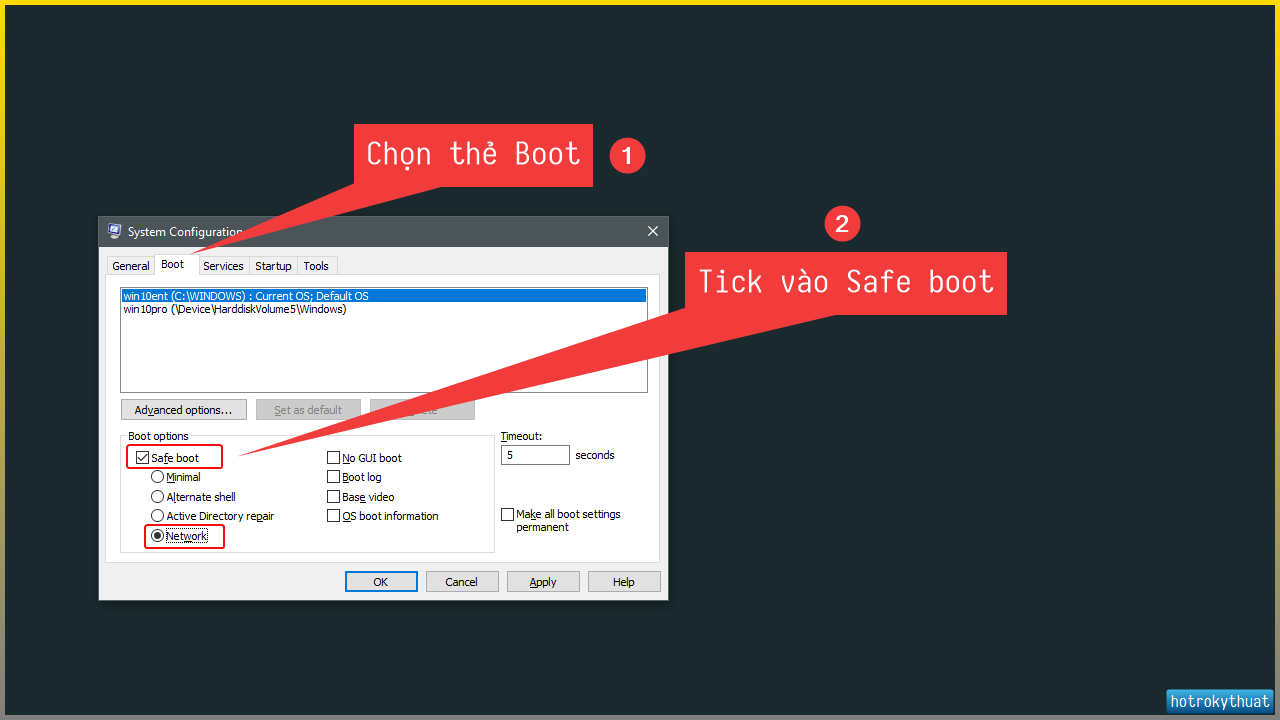 Chọn thẻ Boot
1
2
Tick vào Safe boot
System Configuration
General Boot Services Startup Tools
win10ent (C:\WINDOWS) : Current OS; Default OS
win10pro (\Device\HarddiskVolume5\Windows)
Advanced options... Set as default
Boot options
Safe boot
Minimal
Alternate shell
Active Directory repair
Network
No GUI boot
Boot log
Base video
OS boot information
Timeout:
5 seconds
Make all boot settings
permanent
OK Cancel Apply Help
hotrokythuat